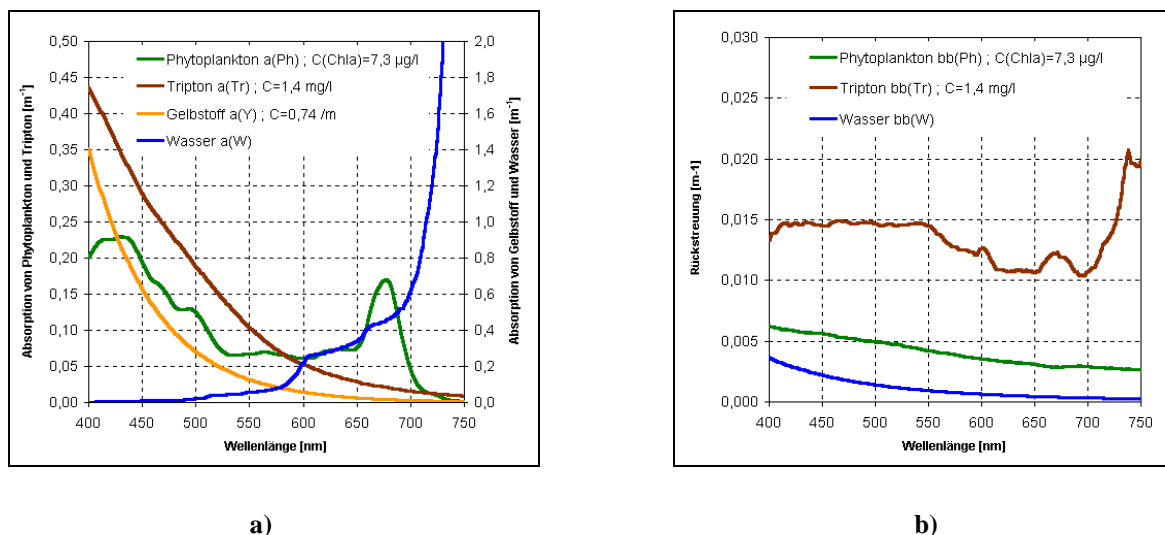 0,50
0,45
0,40
0,35
0,30
0,25
0,20
0,15
0,10
0,05
0,00
Absorption von Phytoplankton und Tripton [m⁻¹]
Phytoplankton a(Ph) ; C(Chla)=7,3 µg/l
Tripton a(Tr) ; C=1,4 mg/l
Gelbstoff a(Y) ; C=0,74 /m
Wasser a(W)
2,0
1,8
1,6
1,4
1,2
1,0
0,8
0,6
0,4
0,2
0,0
Absorption von Gelbstoff und Wasser [m⁻¹]
400 450 500 550 600 650 700 750
Wellenlänge [nm]
a)
0,030
0,025
0,020
0,015
0,010
0,005
0,000
Rückstreuung [m-1]
Phytoplankton bb(Ph) ; C(Chla)=7,3 µg/l
Tripton bb(Tr) ; C=1,4 mg/l
Wasser bb(W)
400 450 500 550 600 650 700 750
Wellenlänge [nm]
b)